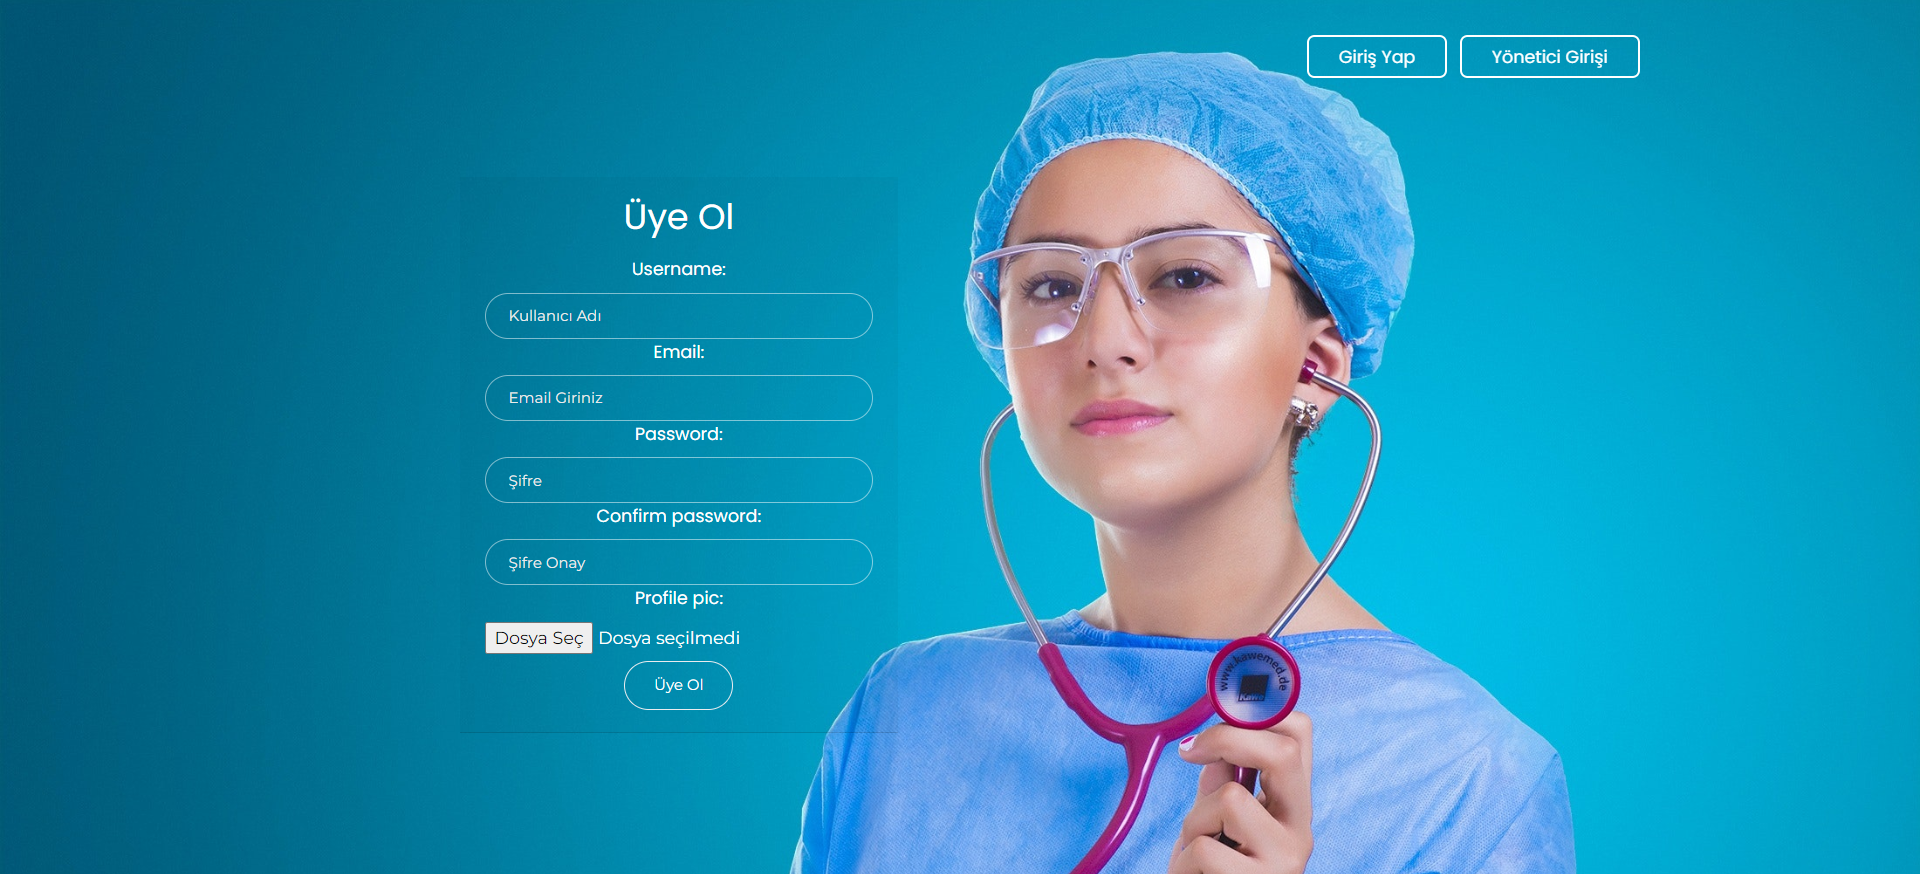 Giriş Yap
Yönetici Girişi
Üye Ol
Username:
Kullanıcı Adı
Email:
Email Giriniz
Password:
Şifre
Confirm password:
Şifre Onay
Profile pic:
Dosya Seç Dosya seçilmedi
Üye Ol
www.kawemed.de
KaWe